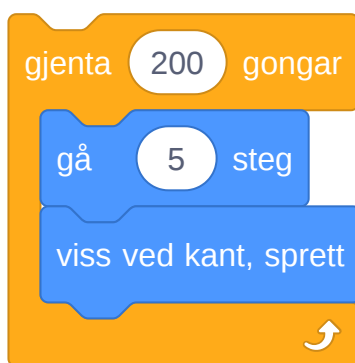 gjenta 200 gongar
gå 5 steg
viss ved kant, sprett